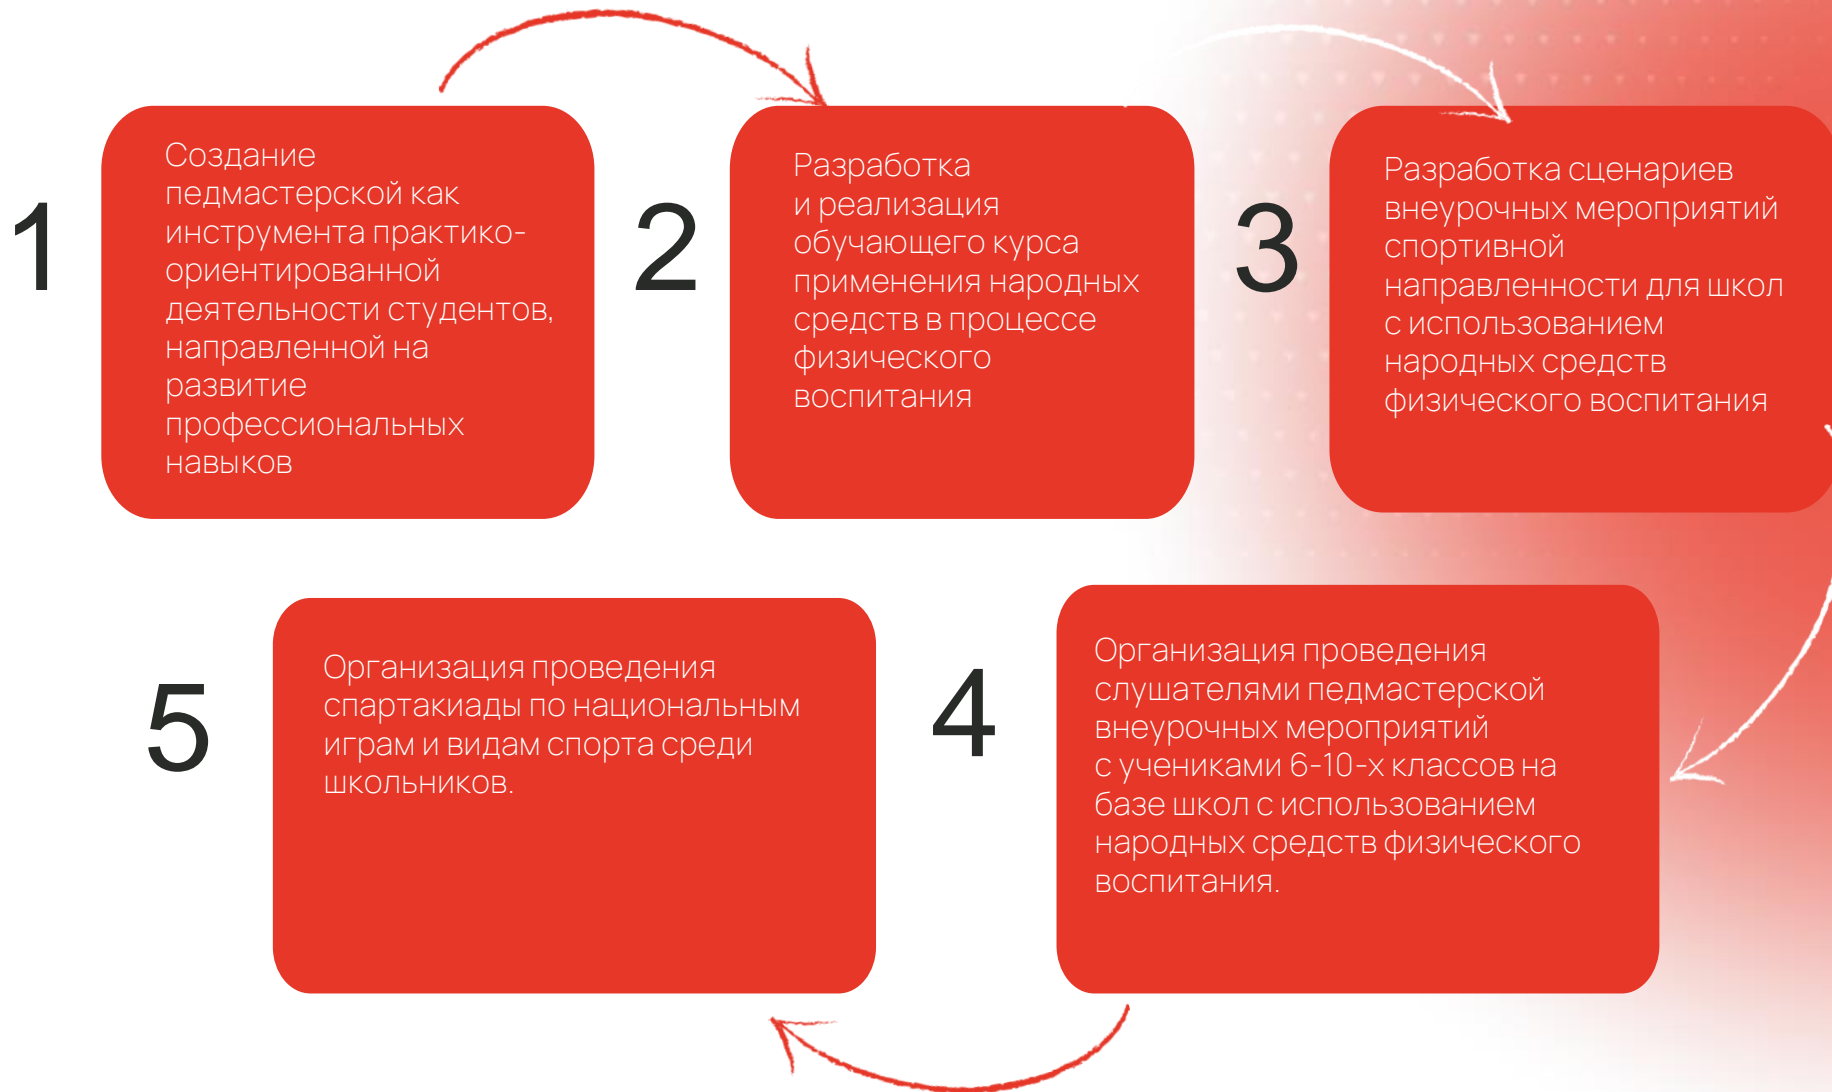 1
Создание
педмастерской как
инструмента практико-
ориентированной
деятельности студентов,
направленной на
развитие
профессиональных
навыков
2
Разработка
и реализация
обучающего курса
применения народных
средств в процессе
физического
воспитания
3
Разработка сценариев
внеурочных мероприятий
спортивной
направленности для школ
с использованием
народных средств
физического воспитания
4
Организация проведения
слушателями педмастерской
внеурочных мероприятий
с учениками 6-10-х классов на
базе школ с использованием
народных средств физического
воспитания.
5
Организация проведения
спартакиады по национальным
играм и видам спорта среди
школьников.